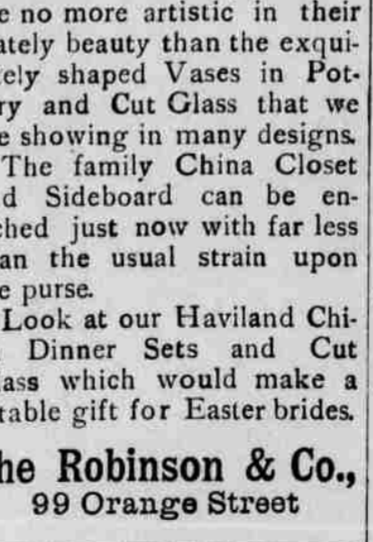 e no more artistic in their
ately beauty than the exqui-
ely shaped Vases in Pot-
ry and Cut Glass that we
e showing in many designs.
The family China Closet
d Sideboard can be en-
ched just now with far less
an the usual strain upon
e purse.
Look at our Haviland Chi-
Dinner Sets and Cut
lass which would make a
table gift for Easter brides.
he Robinson & Co.,
99 Orange Street